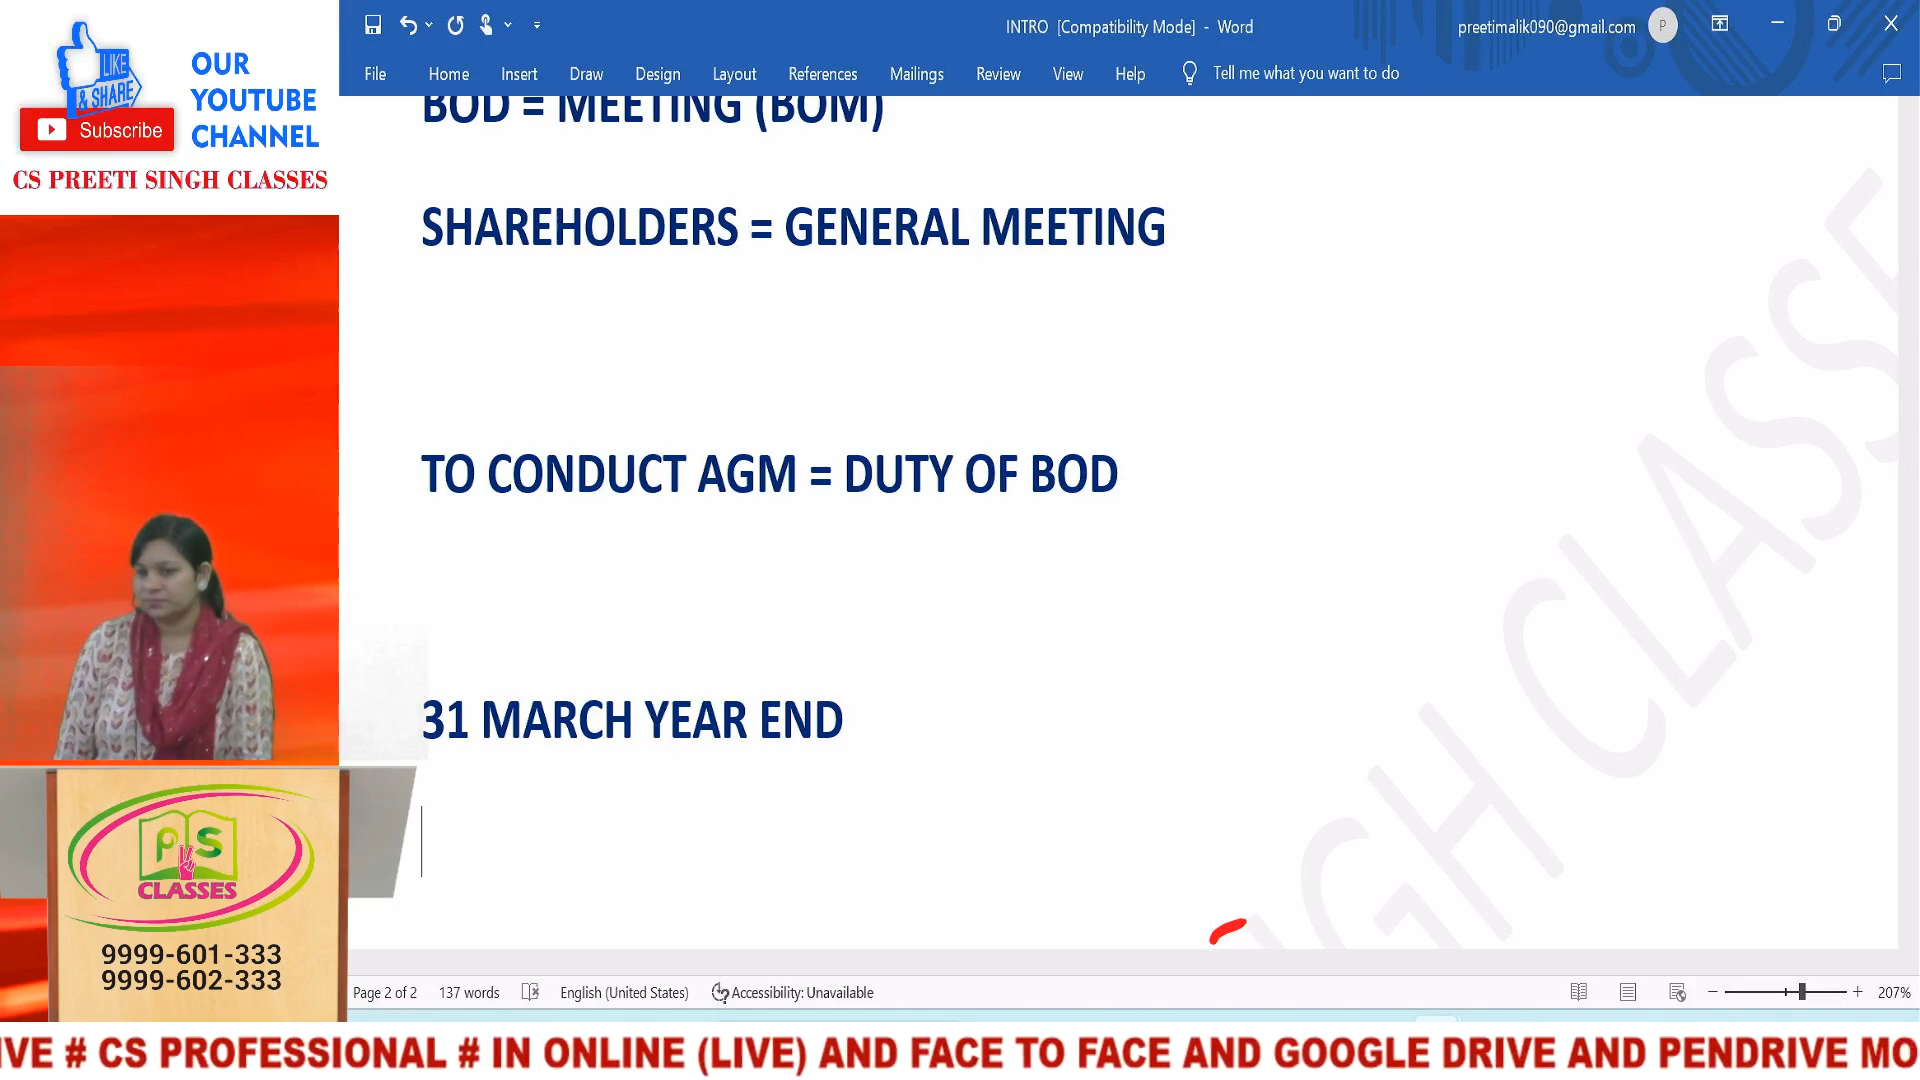 LIKE
& SHARE
Subscribe
OUR
YOUTUBE
CHANNEL
CS PREETI SINGH CLASSES
INTRO [Compatibility Mode] - Word
preetimalik090@gmail.com
P
File Home Insert Draw Design Layout References Mailings Review View Help Tell me what you want to do
BOD = MEETING (BOM)
SHAREHOLDERS = GENERAL MEETING
TO CONDUCT AGM = DUTY OF BOD
31 MARCH YEAR END
GH CLASSE
PS
CLASSES
9999-601-333
9999-602-333
Page 2 of 2 137 words English (United States) Accessibility: Unavailable 207%
IVE # CS PROFESSIONAL # IN ONLINE (LIVE) AND FACE TO FACE AND GOOGLE DRIVE AND PENDRIVE MO